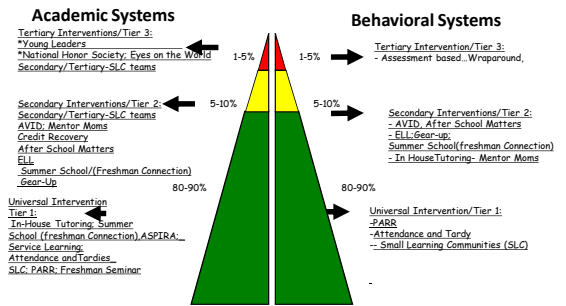 Academic Systems
Tertiary Interventions/Tier 3:
*Young Leaders
*National Honor Society; Eyes on the World
Secondary/Tertiary-SLC teams
1-5%
Secondary Interventions/Tier 2:
Secondary/Tertiary-SLC teams
AVID; Mentor Moms
Credit Recovery
After School Matters
ELL
Summer School/(Freshman Connection)
Gear-Up
5-10%
80-90%
Universal Intervention
Tier 1:
In-House Tutoring; Summer
School (freshman Connection),ASPIRA;_
Service Learning;
Attendance andTardies_
SLC; PARR; Freshman Seminar
Behavioral Systems
1-5%
Tertiary Intervention/Tier 3:
- Assessment based…Wraparound,
5-10%
Secondary Interventions/Tier 2:
- AVID, After School Matters
- ELL;Gear-up;
Summer School(freshman Connection)
- In HouseTutoring- Mentor Moms
80-90%
Universal Intervention/Tier 1:
-PARR
-Attendance and Tardy
-- Small Learning Communities (SLC)
-